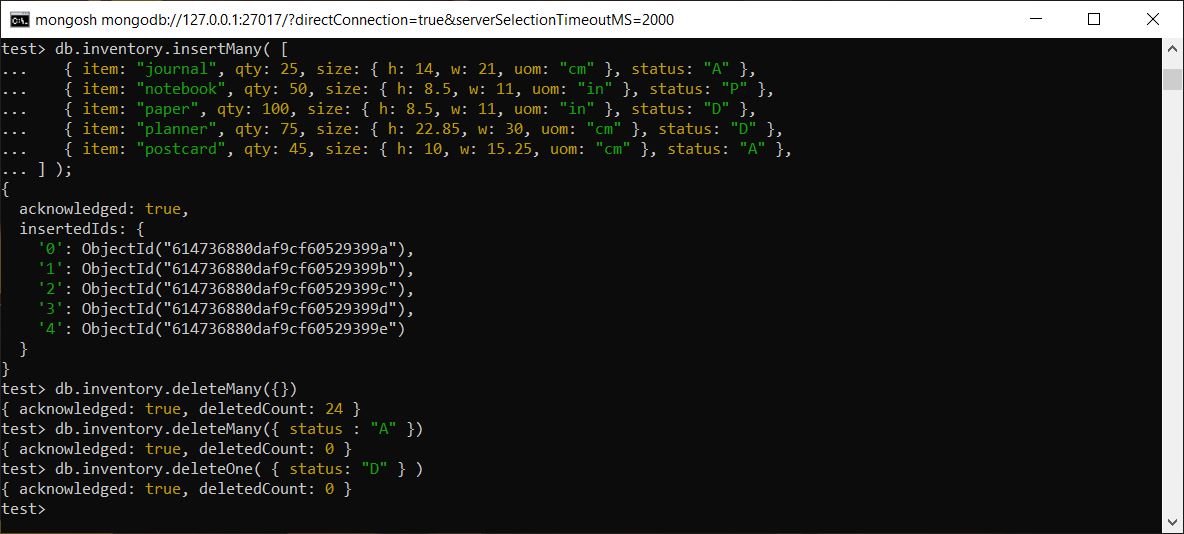 mongosh mongodb://127.0.0.1:27017/?directConnection=true&serverSelectionTimeoutMS=2000
test> db.inventory.insertMany( [
...    { item: "journal", qty: 25, size: { h: 14, w: 21, uom: "cm" }, status: "A" },
...    { item: "notebook", qty: 50, size: { h: 8.5, w: 11, uom: "in" }, status: "P" },
...    { item: "paper", qty: 100, size: { h: 8.5, w: 11, uom: "in" }, status: "D" },
...    { item: "planner", qty: 75, size: { h: 22.85, w: 30, uom: "cm" }, status: "D" },
...    { item: "postcard", qty: 45, size: { h: 10, w: 15.25, uom: "cm" }, status: "A" },
... ] );
{
  acknowledged: true,
  insertedIds: {
    '0': ObjectId("614736880daf9cf60529399a"),
    '1': ObjectId("614736880daf9cf60529399b"),
    '2': ObjectId("614736880daf9cf60529399c"),
    '3': ObjectId("614736880daf9cf60529399d"),
    '4': ObjectId("614736880daf9cf60529399e")
  }
}
test> db.inventory.deleteMany({})
{ acknowledged: true, deletedCount: 24 }
test> db.inventory.deleteMany({ status : "A" })
{ acknowledged: true, deletedCount: 0 }
test> db.inventory.deleteOne( { status: "D" } )
{ acknowledged: true, deletedCount: 0 }
test>